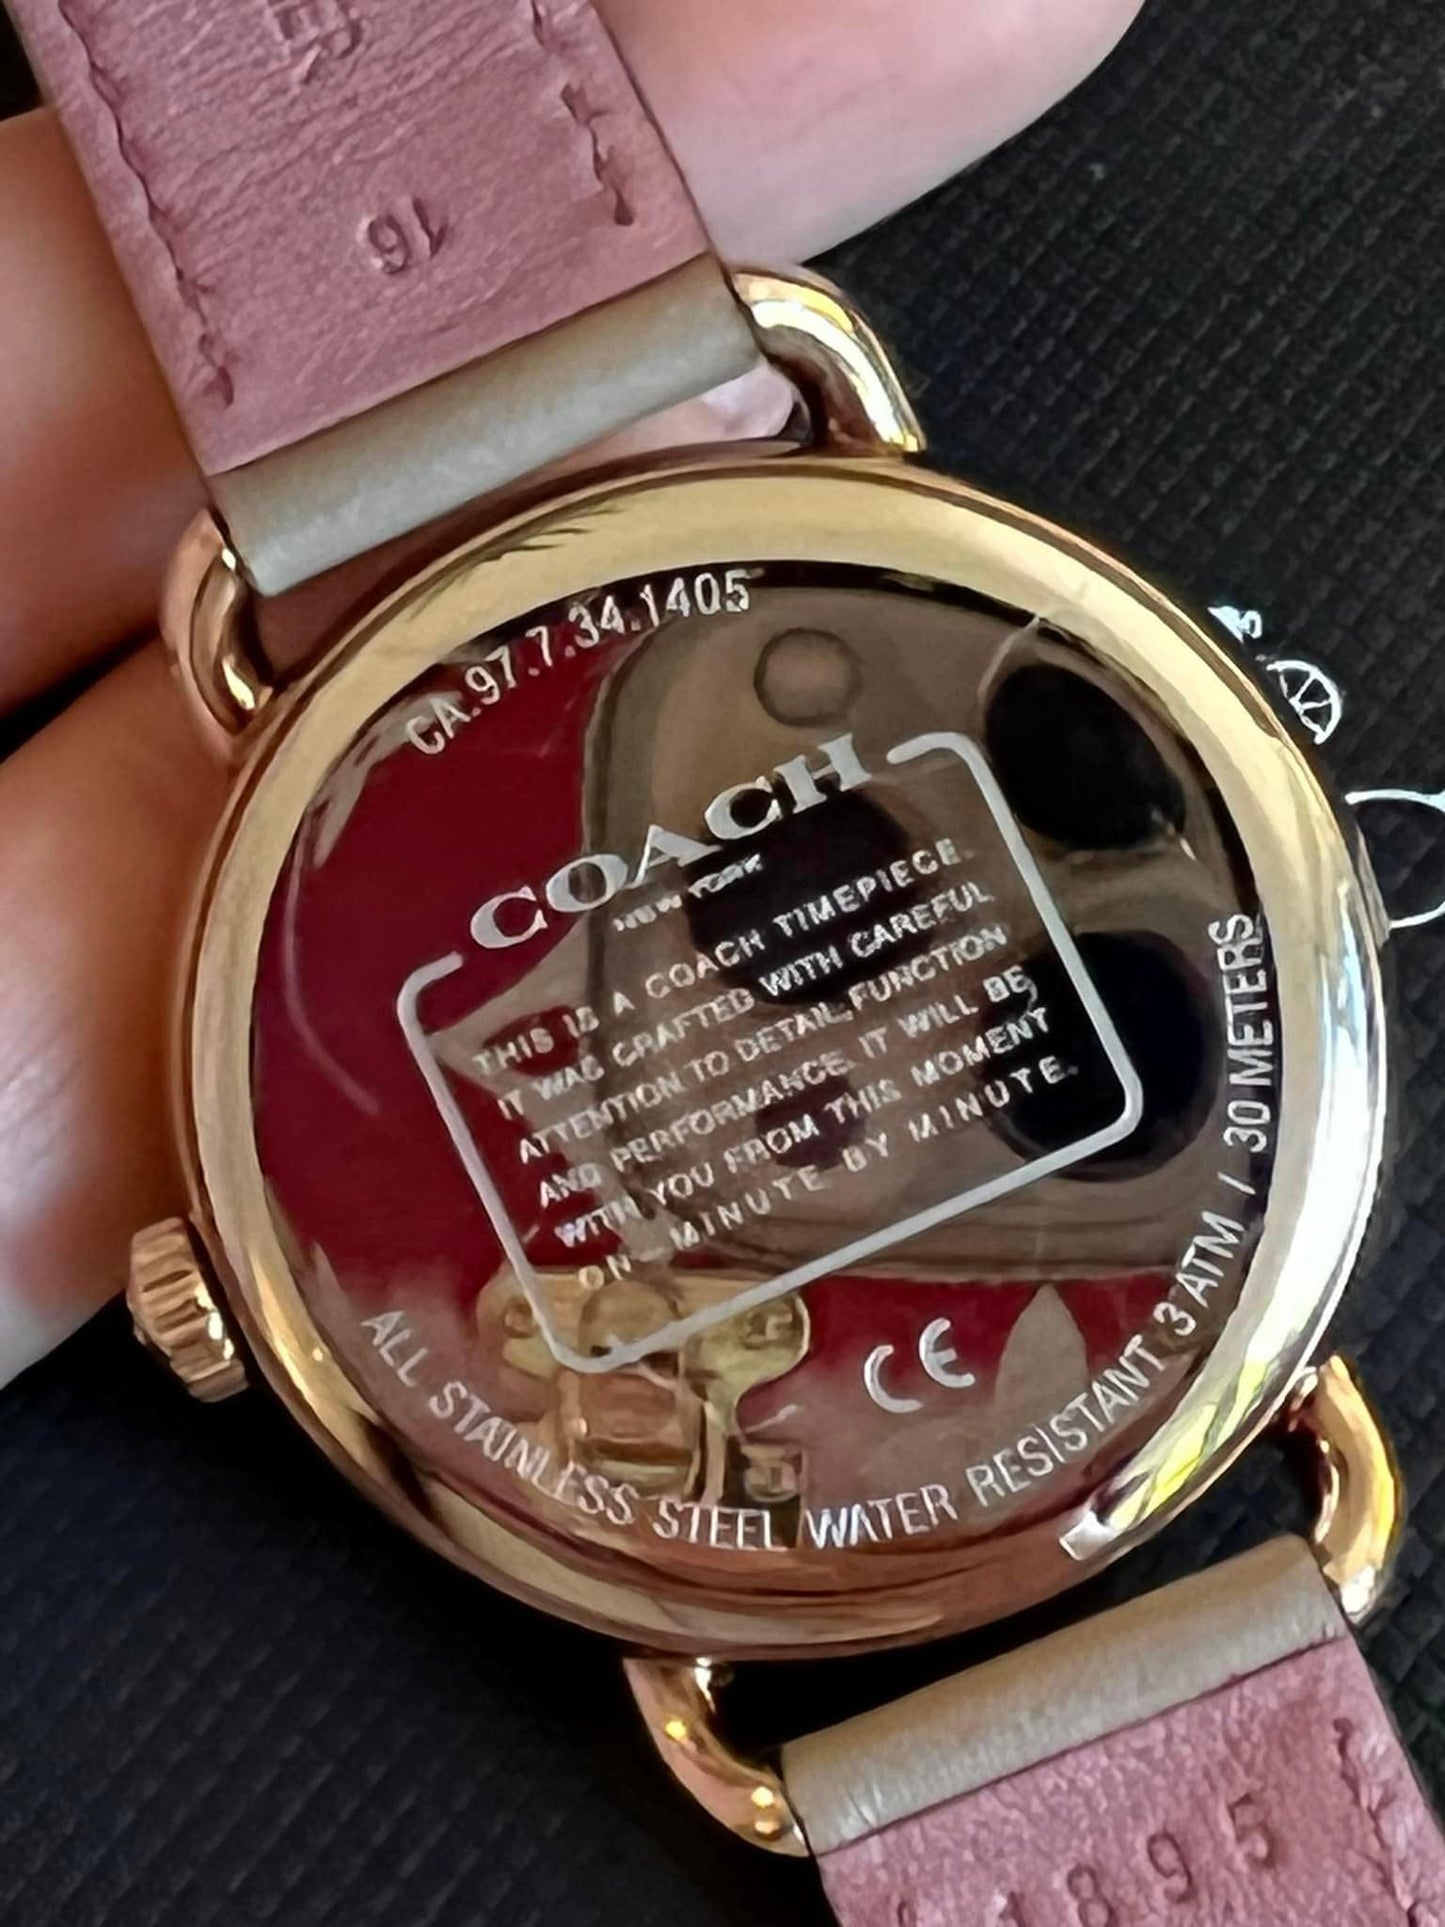 16
CA.97.7.34.1405
COACH
NEW YORK
THIS IS A COACH TIMEPIECE.
IT WAS CRAFTED WITH CAREFUL
ATTENTION TO DETAIL, FUNCTION
AND PERFORMANCE. IT WILL BE
WITH YOU FROM THIS MOMENT
ON—MINUTE BY MINUTE.
CE
ALL STAINLESS STEEL / WATER RESISTANT 3 ATM / 30 METERS
1895